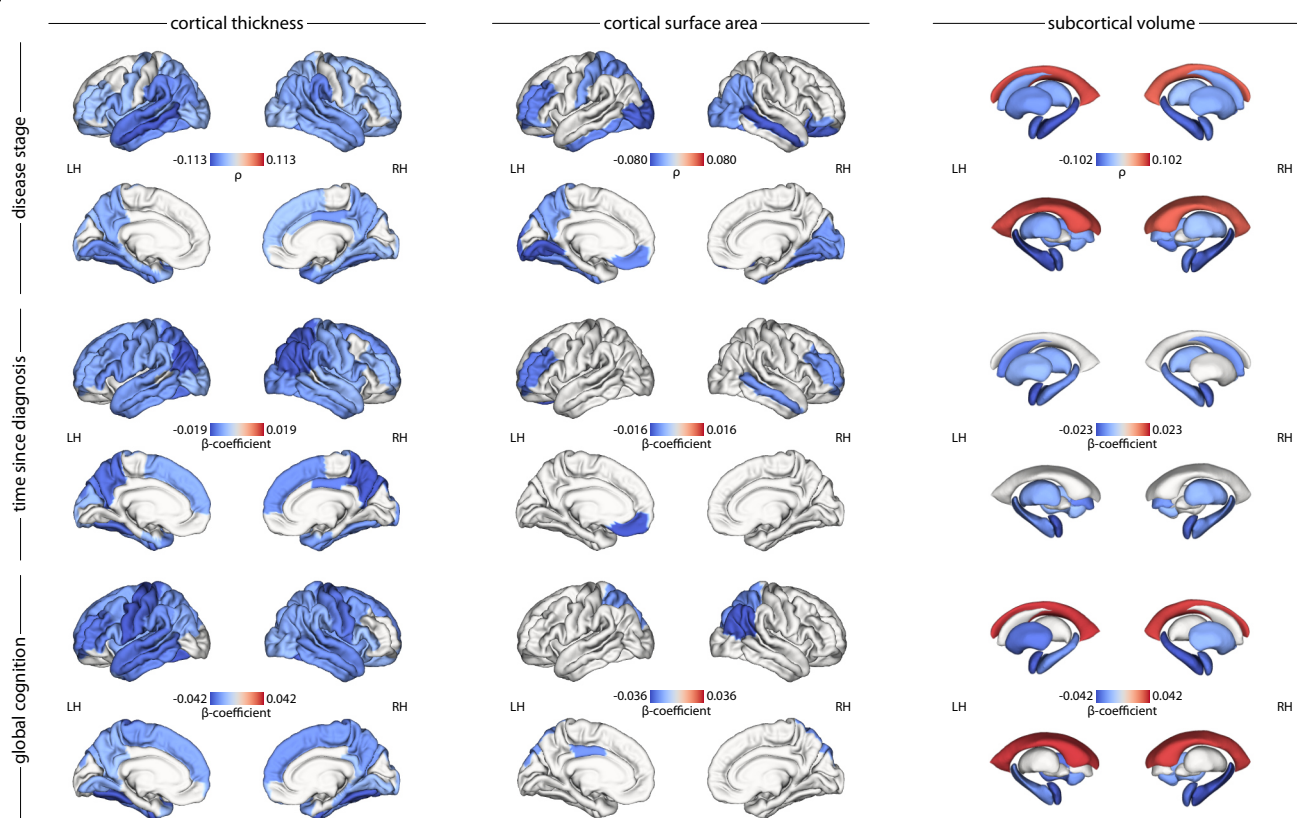 cortical thickness
cortical surface area
subcortical volume
disease stage
-0.113 0.113
ρ
LH RH
-0.080 0.080
ρ
LH RH
-0.102 0.102
ρ
LH RH
time since diagnosis
-0.019 0.019
β-coefficient
LH RH
-0.016 0.016
β-coefficient
LH RH
-0.023 0.023
β-coefficient
LH RH
global cognition
-0.042 0.042
β-coefficient
LH RH
-0.036 0.036
β-coefficient
LH RH
-0.042 0.042
β-coefficient
LH RH